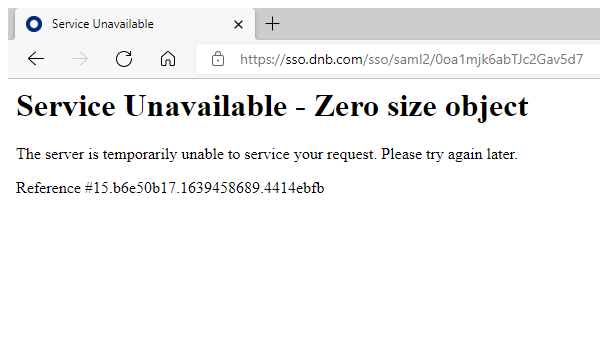 Service Unavailable
https://sso.dnb.com/sso/saml2/0oa1mjk6abTJc2Gav5d7
Service Unavailable - Zero size object
The server is temporarily unable to service your request. Please try again later.
Reference #15.b6e50b17.1639458689.4414ebfb